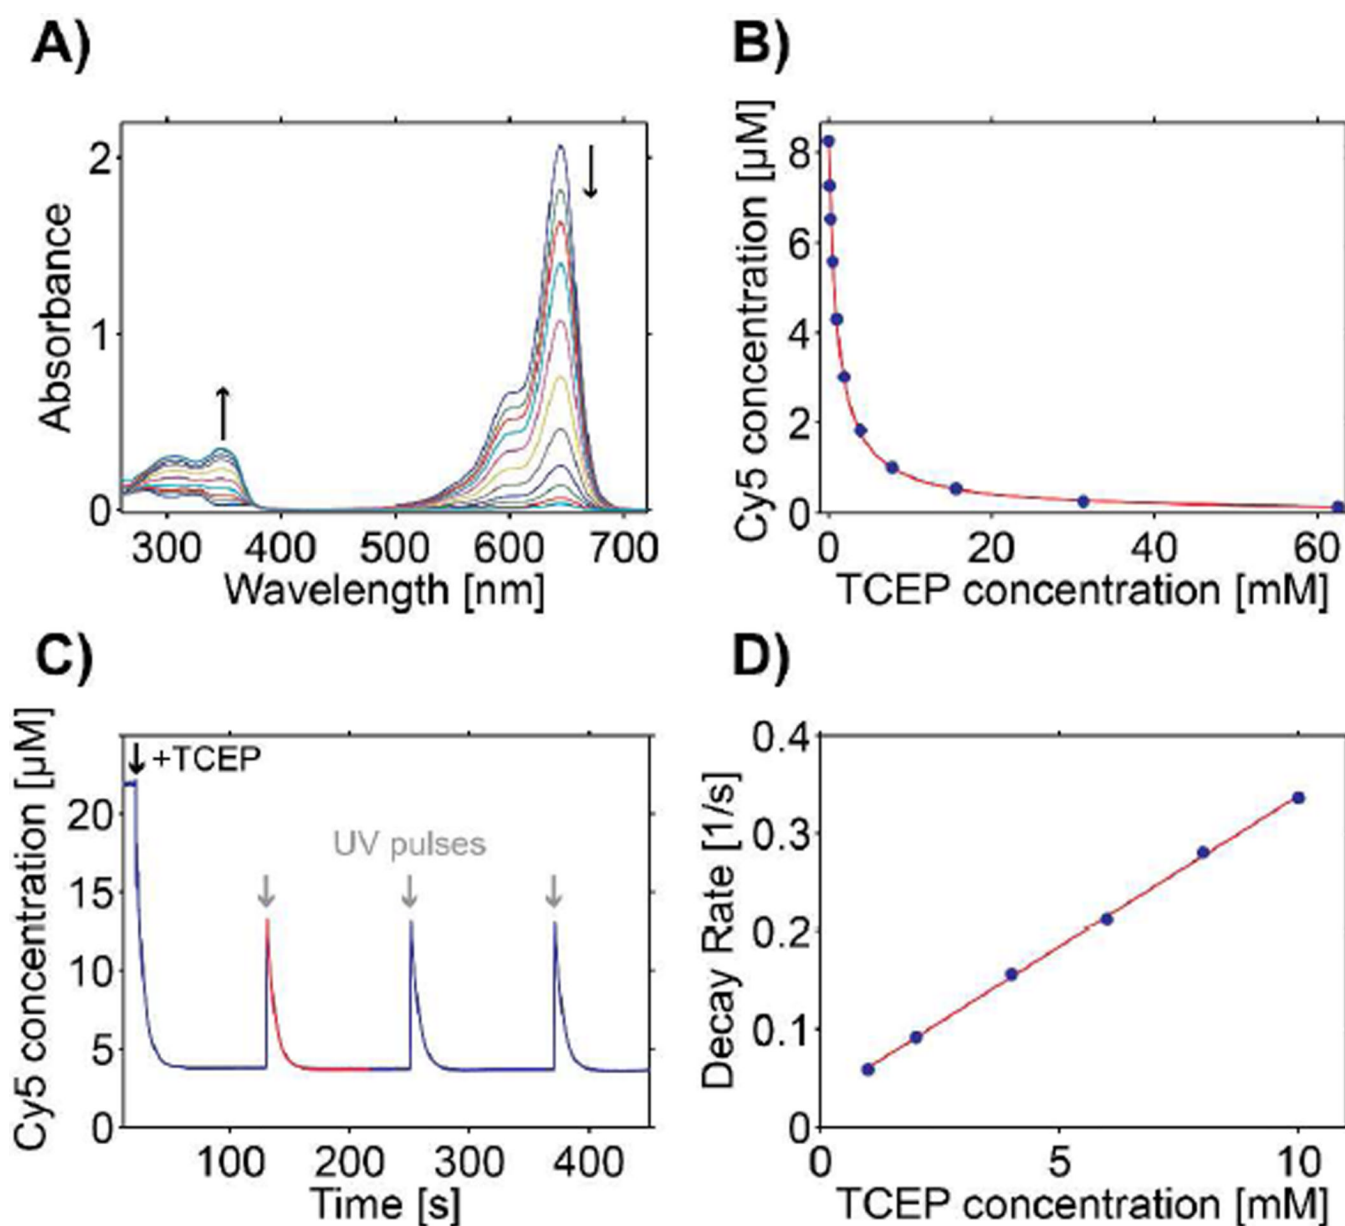 A)
Absorbance
2
1
0
300 400 500 600 700
Wavelength [nm]
B)
Cy5 concentration [µM]
8
6
4
2
0
0 20 40 60
TCEP concentration [mM]
C)
Cy5 concentration [µM]
+TCEP
UV pulses
20
15
10
5
0
100 200 300 400
Time [s]
D)
Decay Rate [1/s]
0.4
0.3
0.2
0.1
0
0 5 10
TCEP concentration [mM]